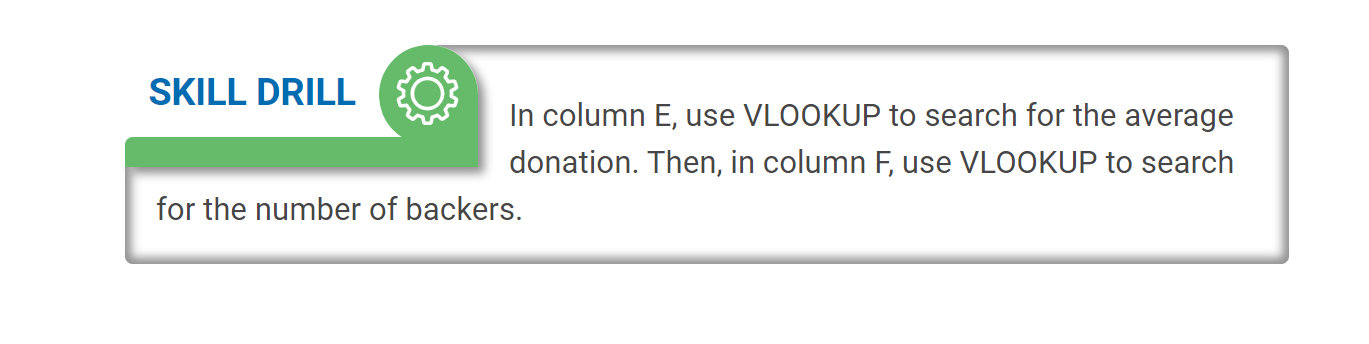 SKILL DRILL
In column E, use VLOOKUP to search for the average
donation. Then, in column F, use VLOOKUP to search
for the number of backers.